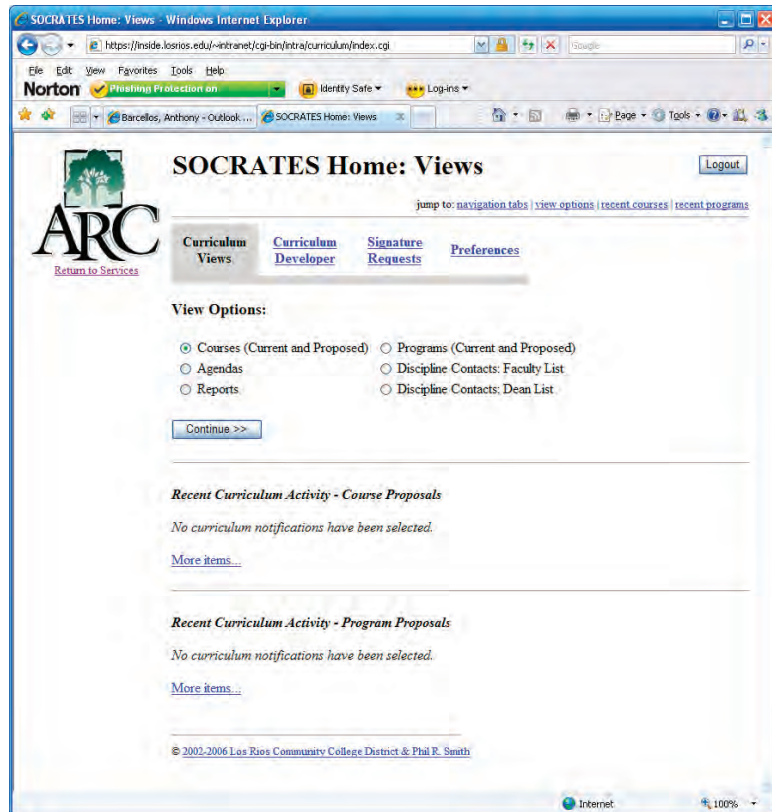 SOCRATES Home: Views - Windows Internet Explorer
https://inside.losrios.edu/~intranet/cgi-bin/intra/curriculum/index.cgi
Google
File Edit View Favorites Tools Help
Norton Phishing Protection on Identity Safe Log-ins
Barcellos, Anthony - Outlook ... SOCRATES Home: Views Page Tools
SOCRATES Home: Views
Logout
jump to: navigation tabs | view options | recent courses | recent programs
ARC
Return to Services
Curriculum Views
Curriculum Developer
Signature Requests
Preferences
View Options:
Courses (Current and Proposed) Programs (Current and Proposed)
Agendas Discipline Contacts: Faculty List
Reports Discipline Contacts: Dean List
Continue >>
Recent Curriculum Activity - Course Proposals
No curriculum notifications have been selected.
More items...
Recent Curriculum Activity - Program Proposals
No curriculum notifications have been selected.
More items...
© 2002-2006 Los Rios Community College District & Phil R. Smith
Internet 100%